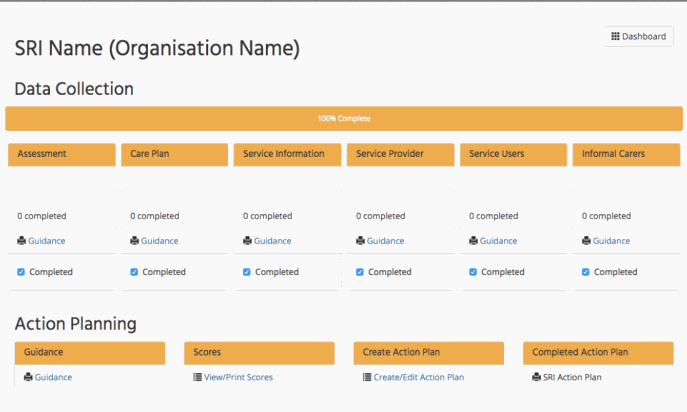 Dashboard
SRI Name (Organisation Name)
Data Collection
100% Complete
Assessment Care Plan Service Information Service Provider Service Users Informal Carers
0 completed 0 completed 0 completed 0 completed 0 completed 0 completed
Guidance Guidance Guidance Guidance Guidance Guidance
Completed Completed Completed Completed Completed Completed
Action Planning
Guidance Scores Create Action Plan Completed Action Plan
Guidance View/Print Scores Create/Edit Action Plan SRI Action Plan